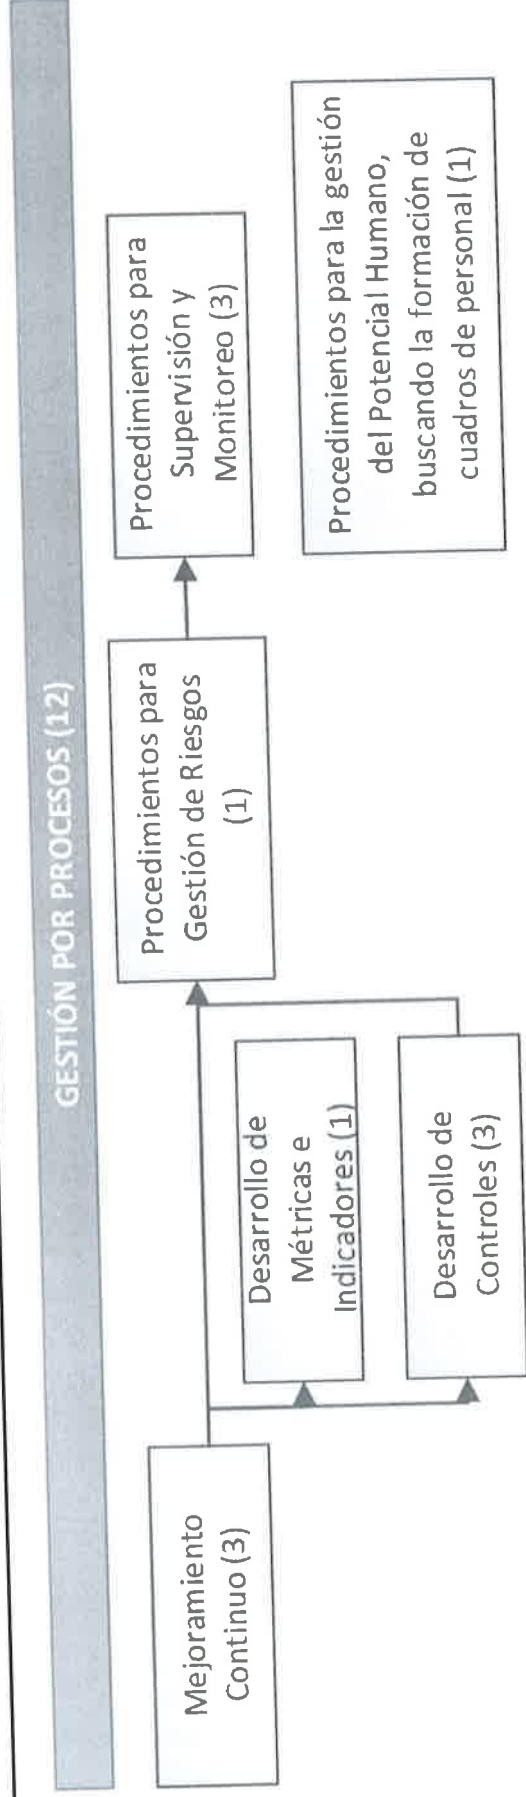 GESTIÓN POR PROCESOS (12)
Mejoramiento
Continuo (3)
Desarrollo de
Métricas e
Indicadores (1)
Desarrollo de
Controles (3)
Procedimientos para
Gestión de Riesgos
(1)
Procedimientos para
Supervisión y
Monitoreo (3)
Procedimientos para la gestión
del Potencial Humano,
buscando la formación de
cuadros de personal (1)